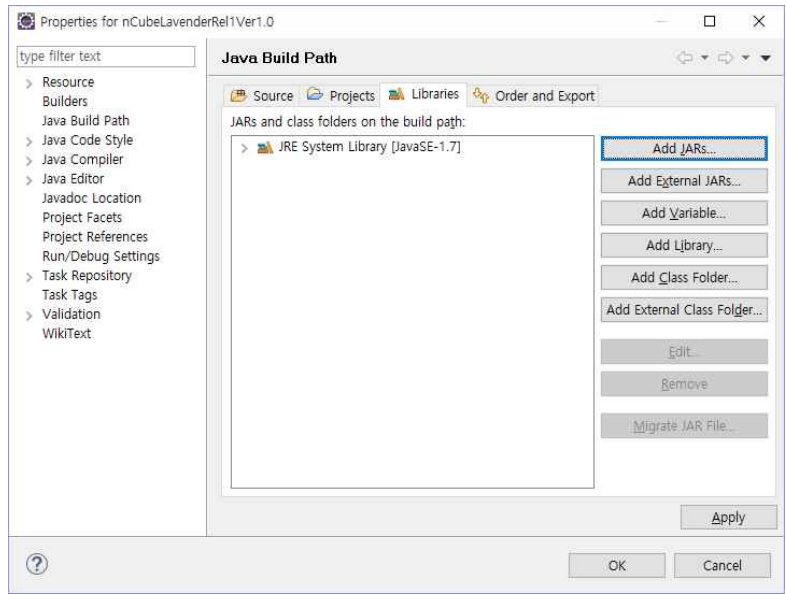 Properties for nCubeLavenderRel1Ver1.0
type filter text
Resource
Builders
Java Build Path
Java Code Style
Java Compiler
Java Editor
Javadoc Location
Project Facets
Project References
Run/Debug Settings
Task Repository
Task Tags
Validation
WikiText
Java Build Path
Source Projects Libraries Order and Export
JARs and class folders on the build path:
JRE System Library [JavaSE-1.7]
Add JARs...
Add External JARs...
Add Variable...
Add Library...
Add Class Folder...
Add External Class Folder...
Edit...
Remove
Migrate JAR File...
Apply
?
OK Cancel